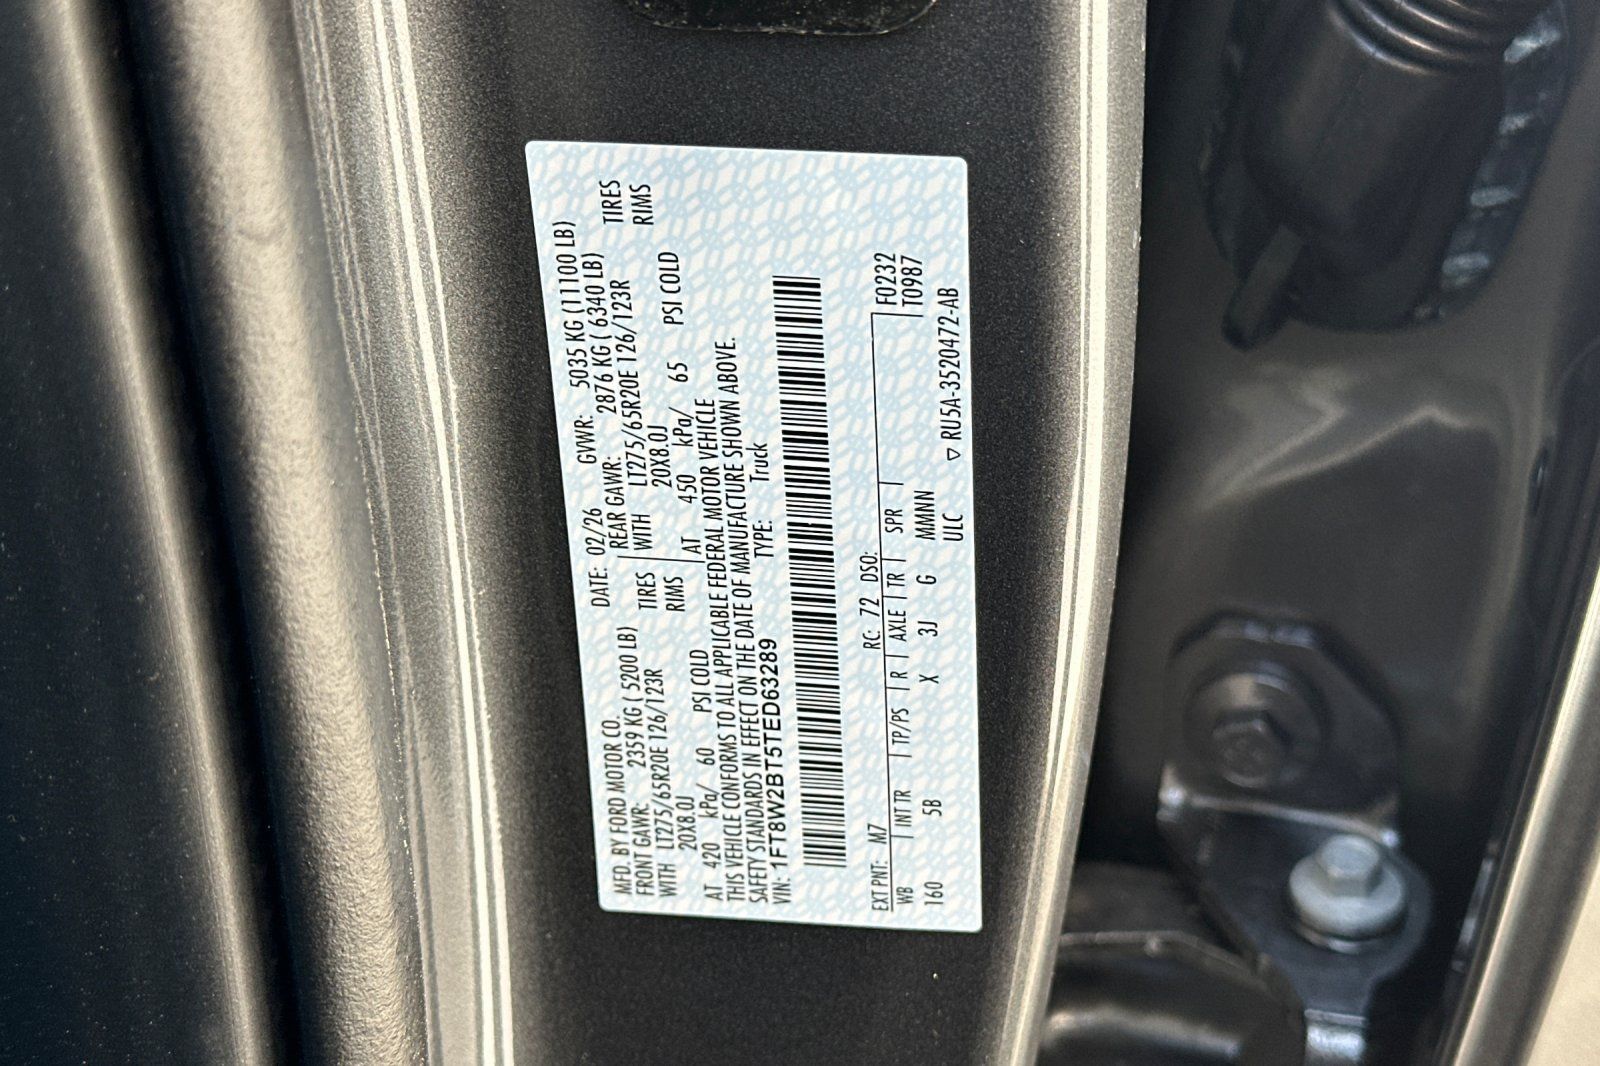 MFD. BY FORD MOTOR CO.
DATE: 02/26 GVWR: 5035 KG (11100 LB)
FRONT GAWR: 2359 KG ( 5200 LB) REAR GAWR: 2876 KG ( 6340 LB)
WITH LT275/65R20E 126/123R TIRES WITH LT275/65R20E 126/123R TIRES
20X8.0J RIMS 20X8.0J RIMS
AT 420 kPa/ 60 PSI COLD AT 450 kPa/ 65 PSI COLD
THIS VEHICLE CONFORMS TO ALL APPLICABLE FEDERAL MOTOR VEHICLE
SAFETY STANDARDS IN EFFECT ON THE DATE OF MANUFACTURE SHOWN ABOVE.
VIN: 1FT8W2BT5TED63289 TYPE: Truck
EXT PNT: M7 RC: 72 DSO: F0232
WB INT TR TP/PS R AXLE TR SPR T0987
160 5B X 3J G MMNN
ULC ▽ RU5A-3520472-AB